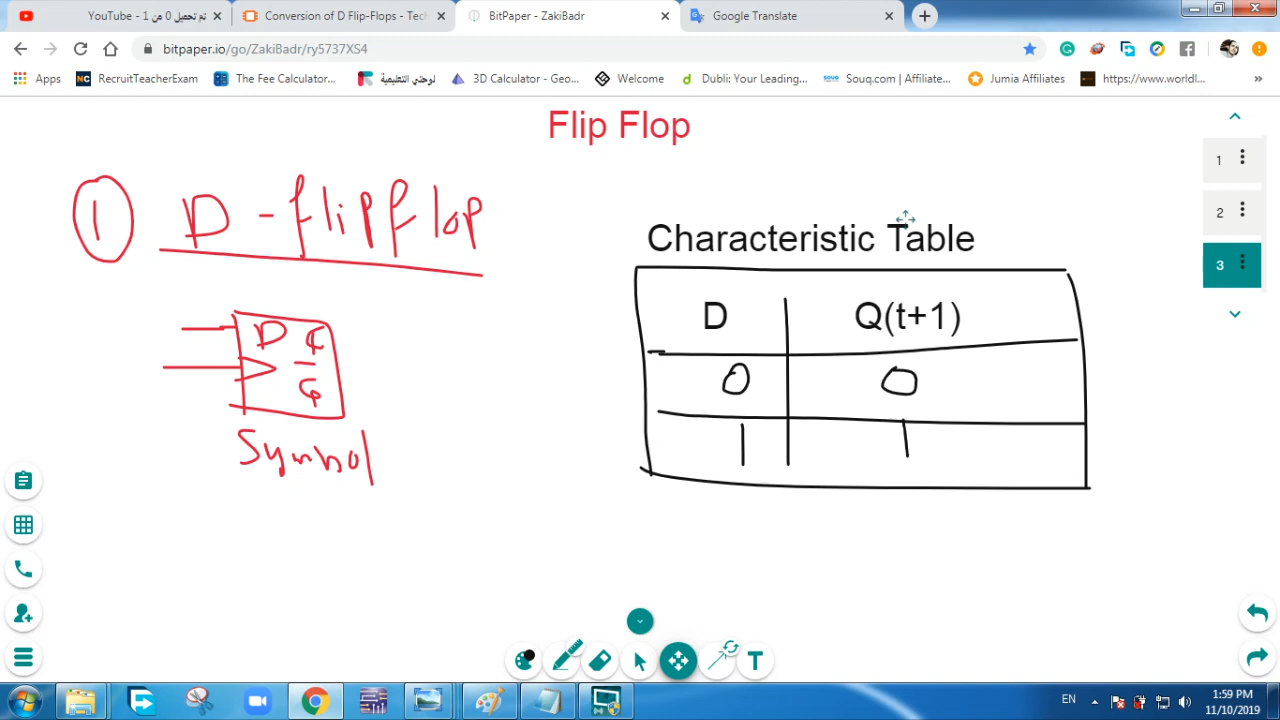 تم تحميل 0 من 1 - YouTube
Conversion of D Flip-Flops - Tech
BitPaper - ZakiBadr
Google Translate
bitpaper.io/go/ZakiBadr/ry5737XS4
Apps
NC
RecruitTeacherExam
The Fee Calculator...
لوحتي التعليمية
3D Calculator - Geo...
Welcome
Dubli: Your Leading...
souq.com
Souq.com | Affiliate...
Jumia Affiliates
https://www.worldl...
»
Flip Flop
1 D - flip flop
Characteristic Table
D Q(t+1)
0 0
1 1
D
Symbol
1
2
3
T
EN
1:59 PM
11/10/2019